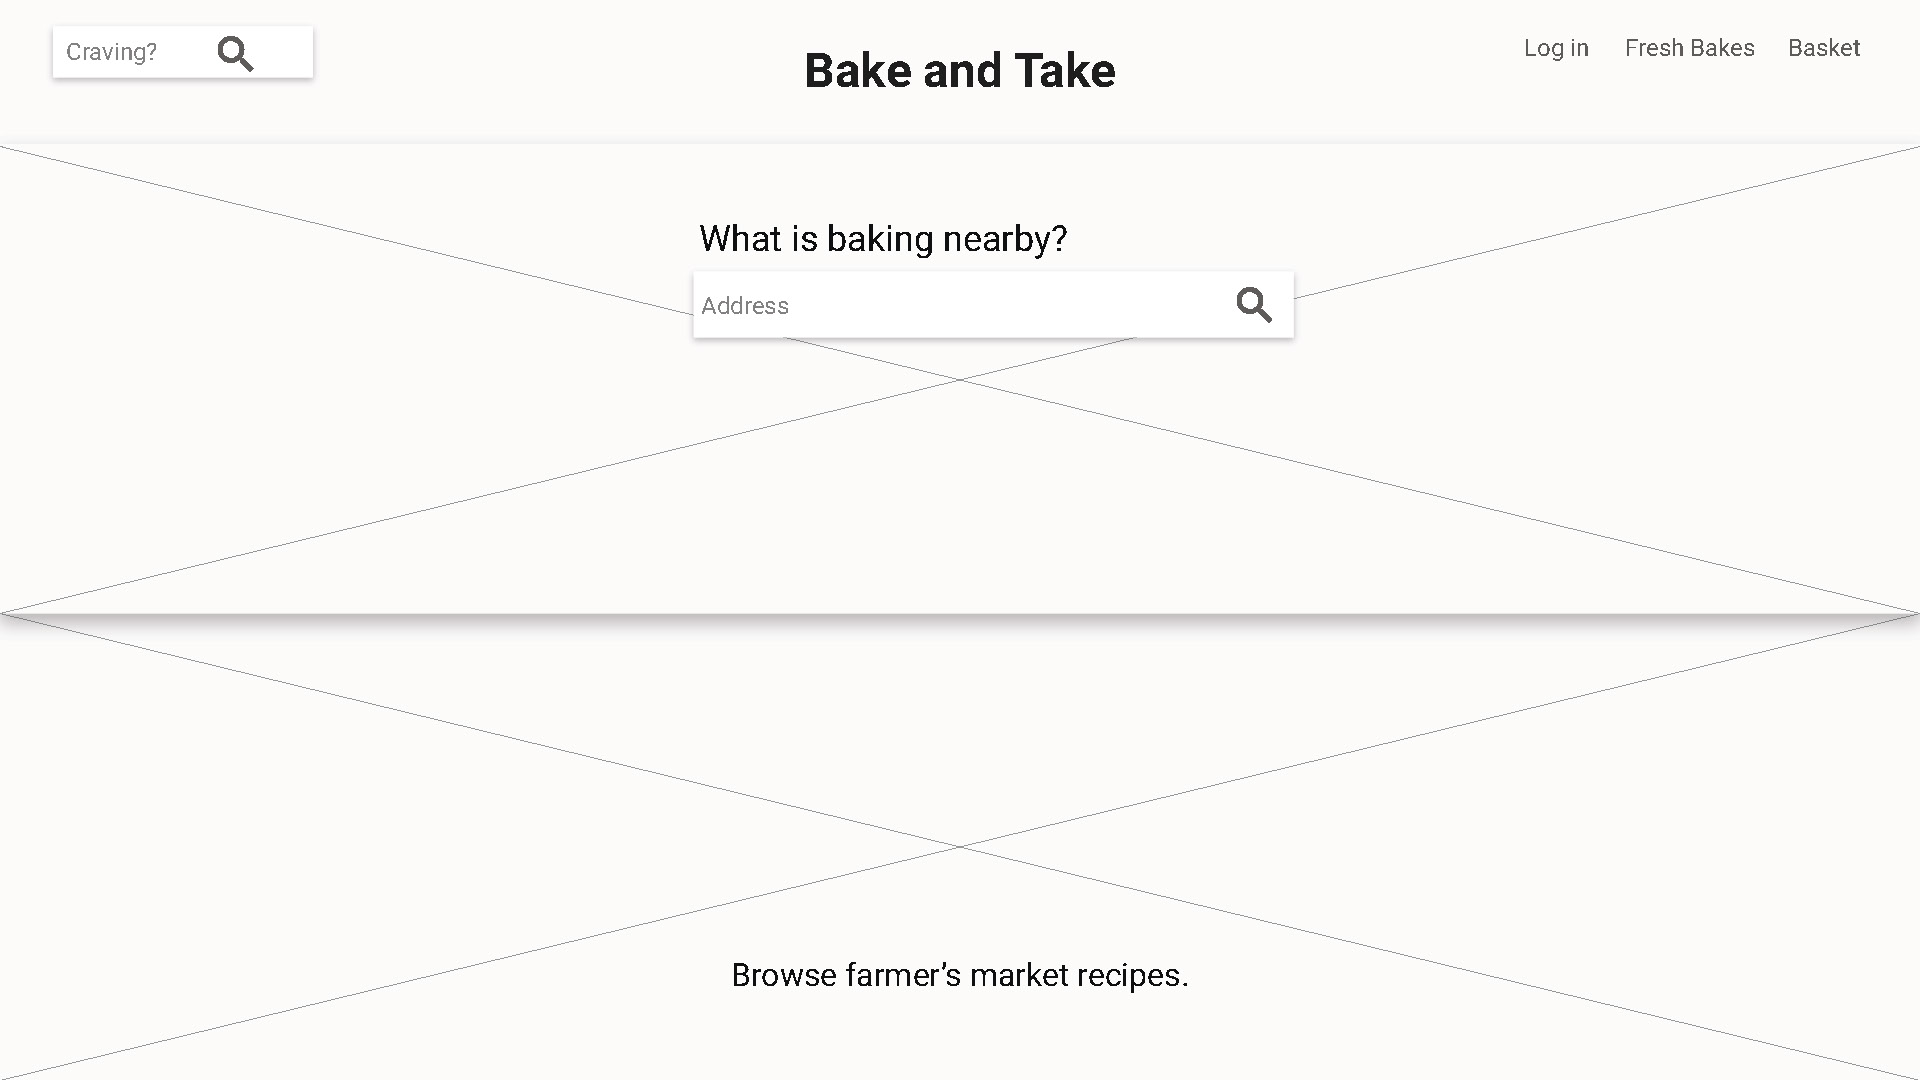 Craving?
Bake and Take
Log in
Fresh Bakes
Basket
What is baking nearby?
Address
Browse farmer’s market recipes.